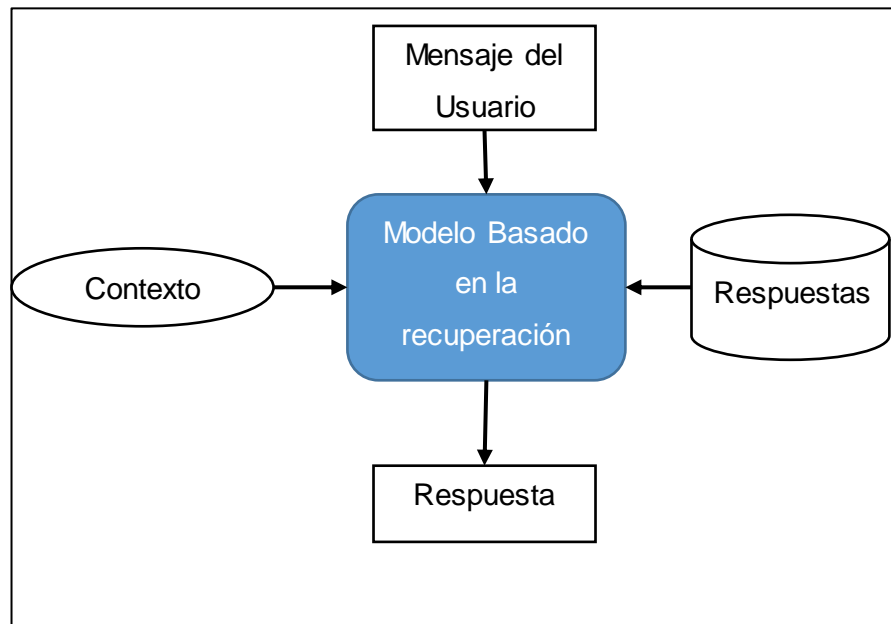 Mensaje del
Usuario
Modelo Basado
en la
recuperación
Contexto
Respuestas
Respuesta